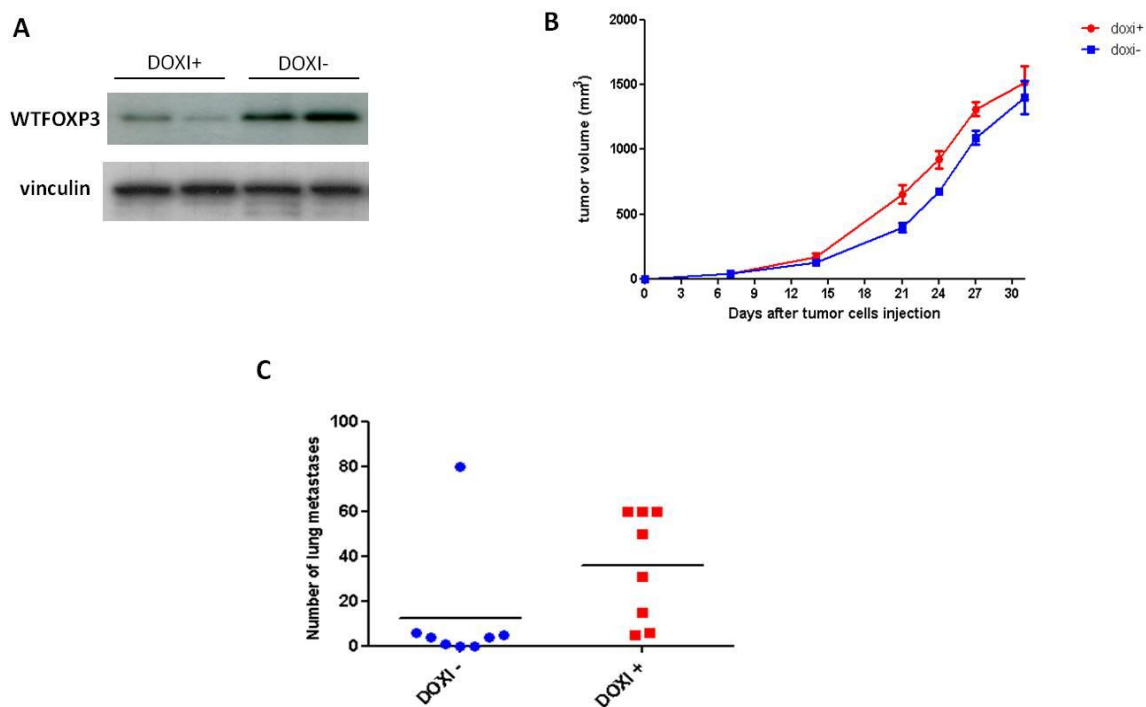 A
DOXI+ DOXI-
WTFOXP3
vinculin
B
doxi+
doxi-
tumor volume (mm³)
2000
1500
1000
500
0
0 3 6 9 12 15 18 21 24 27 30
Days after tumor cells injection
C
Number of lung metastases
100
80
60
40
20
0
DOXI - DOXI +